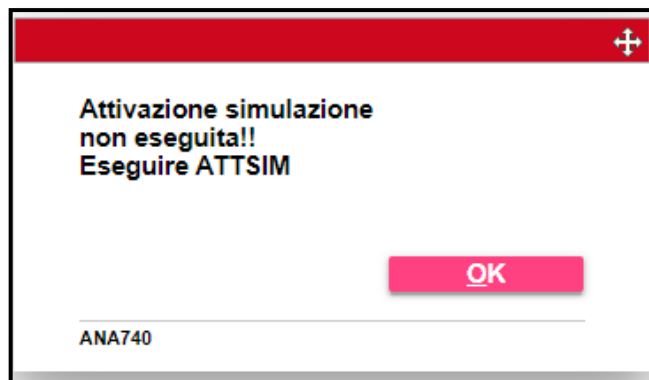 Attivazione simulazione
non eseguita!!
Eseguire ATTSIM
OK
ANA740